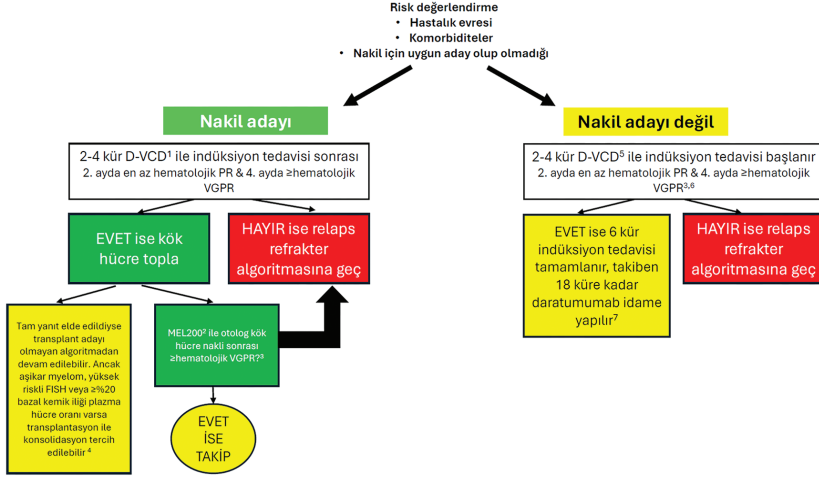 Risk değerlendirme
• Hastalık evresi
• Komorbiditeler
• Nakil için uygun aday olup olmadığı
Nakil adayı
2-4 kür D-VCD¹ ile indüksiyon tedavisi sonrası
2. ayda en az hematolojik PR & 4. ayda ≥hematolojik
VGPR
EVET ise kök
hücre topla
HAYIR ise relaps
refrakter
algoritmasına geç
Tam yanıt elde edildiyse
transplant adayı
olmayan algoritmadan
devam edilebilir. Ancak
aşikar myelom, yüksek
riskli FISH veya ≥%20
bazal kemik iliği plazma
hücre oranı varsa
transplantasyon ile
konsolidasyon tercih
edilebilir ⁴
MEL200² ile otolog kök
hücre nakli sonrası
≥hematolojik VGPR?³
EVET
İSE
TAKİP
Nakil adayı değil
2-4 kür D-VCD⁵ ile indüksiyon tedavisi başlanır
2. ayda en az hematolojik PR & 4. ayda ≥hematolojik
VGPR³,⁶
EVET ise 6 kür
indüksiyon tedavisi
tamamlanır, takiben
18 küre kadar
daratumumab idame
yapılır⁷
HAYIR ise relaps
refrakter
algoritmasına geç